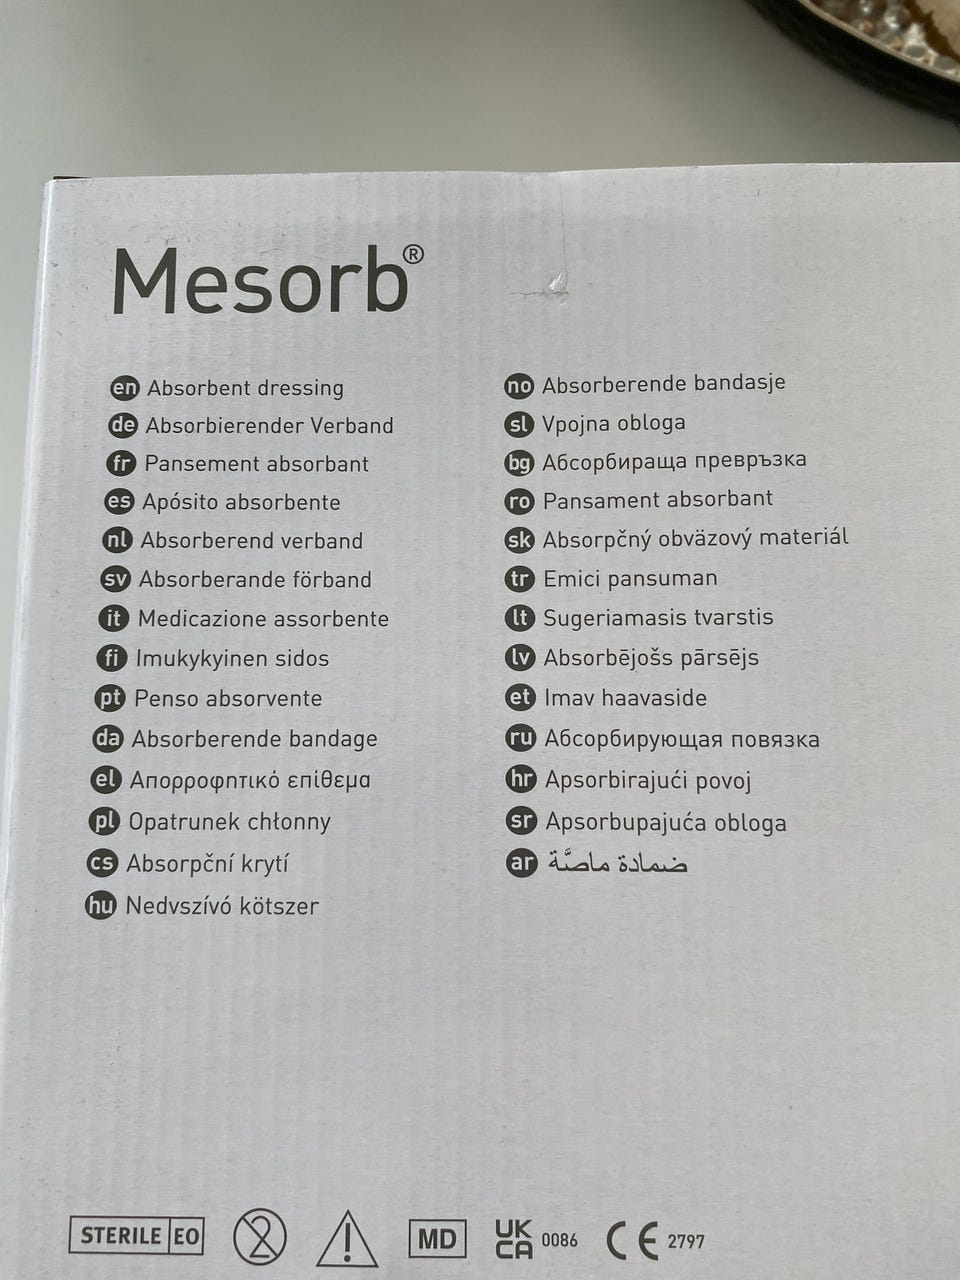 Mesorb®
en Absorbent dressing
de Absorbierender Verband
fr Pansement absorbant
es Apósito absorbente
nl Absorberend verband
sv Absorberande förband
it Medicazione assorbente
fi Imukykyinen sidos
pt Penso absorvente
da Absorberende bandage
el Απορροφητικό επίθεμα
pl Opatrunek chłonny
cs Absorpční krytí
hu Nedvszívó kötszer
no Absorberende bandasje
sl Vpojna obloga
bg Абсорбираща превръзка
ro Pansament absorbant
sk Absorpčný obväzový materiál
tr Emici pansuman
lt Sugeriamasis tvarstis
lv Absorbējošs pārsējs
et Imav haavaside
ru Абсорбирующая повязка
hr Apsorbirajući povoj
sr Apsorbupajuća obloga
ar ضمادة ماصَّة
STERILE EO 2 ! MD UK CA 0086 CE 2797